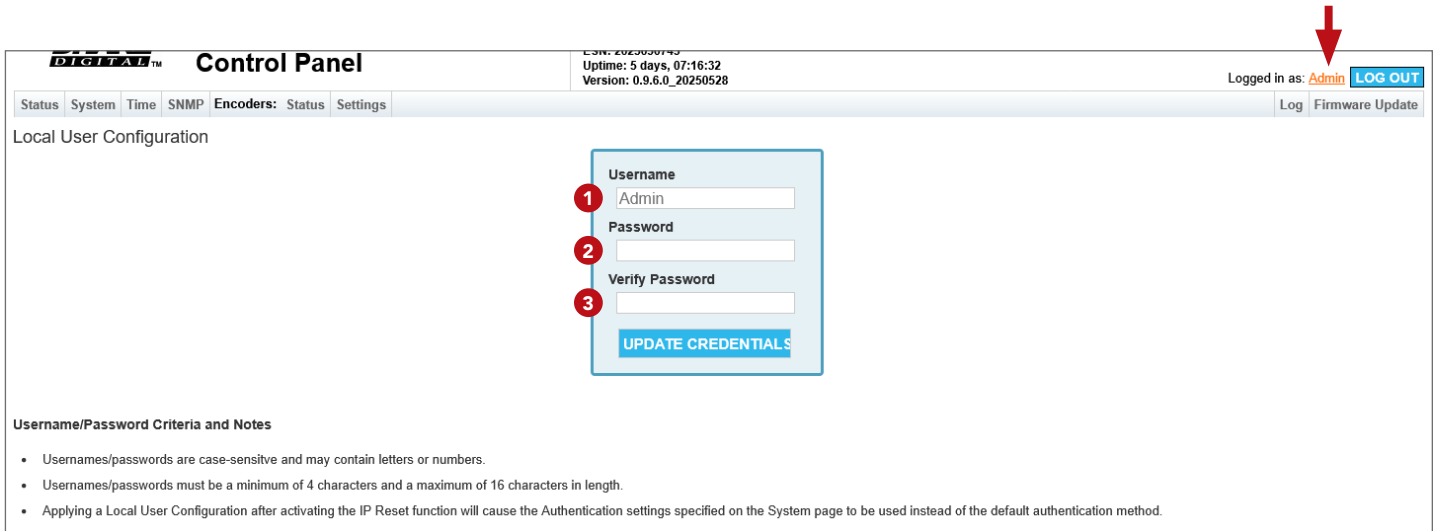 DIGITAL™
Control Panel
Uptime: 5 days, 07:16:32
Version: 0.9.6.0_20250528
Logged in as: Admin LOG OUT
Status System Time SNMP Encoders: Status Settings Log Firmware Update
Local User Configuration
Username
1 Admin
Password
2
Verify Password
3
UPDATE CREDENTIALS
Username/Password Criteria and Notes
• Usernames/passwords are case-sensitve and may contain letters or numbers.
• Usernames/passwords must be a minimum of 4 characters and a maximum of 16 characters in length.
• Applying a Local User Configuration after activating the IP Reset function will cause the Authentication settings specified on the System page to be used instead of the default authentication method.